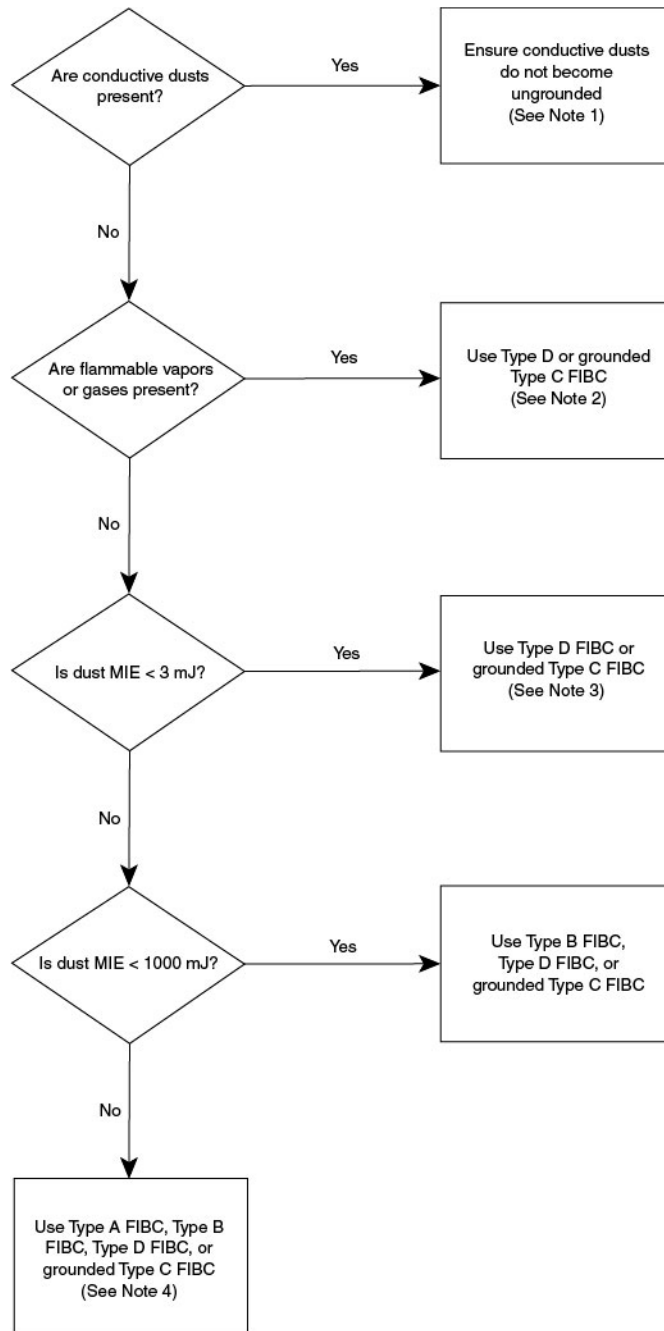 Are conductive dusts
present?
Yes
Ensure conductive dusts
do not become
ungrounded
(See Note 1)
No
Are flammable vapors
or gases present?
Yes
Use Type D or grounded
Type C FIBC
(See Note 2)
No
Is dust MIE < 3 mJ?
Yes
Use Type D FIBC or
grounded Type C FIBC
(See Note 3)
No
Is dust MIE < 1000 mJ?
Yes
Use Type B FIBC,
Type D FIBC, or
grounded Type C FIBC
No
Use Type A FIBC, Type B
FIBC, Type D FIBC, or
grounded Type C FIBC
(See Note 4)